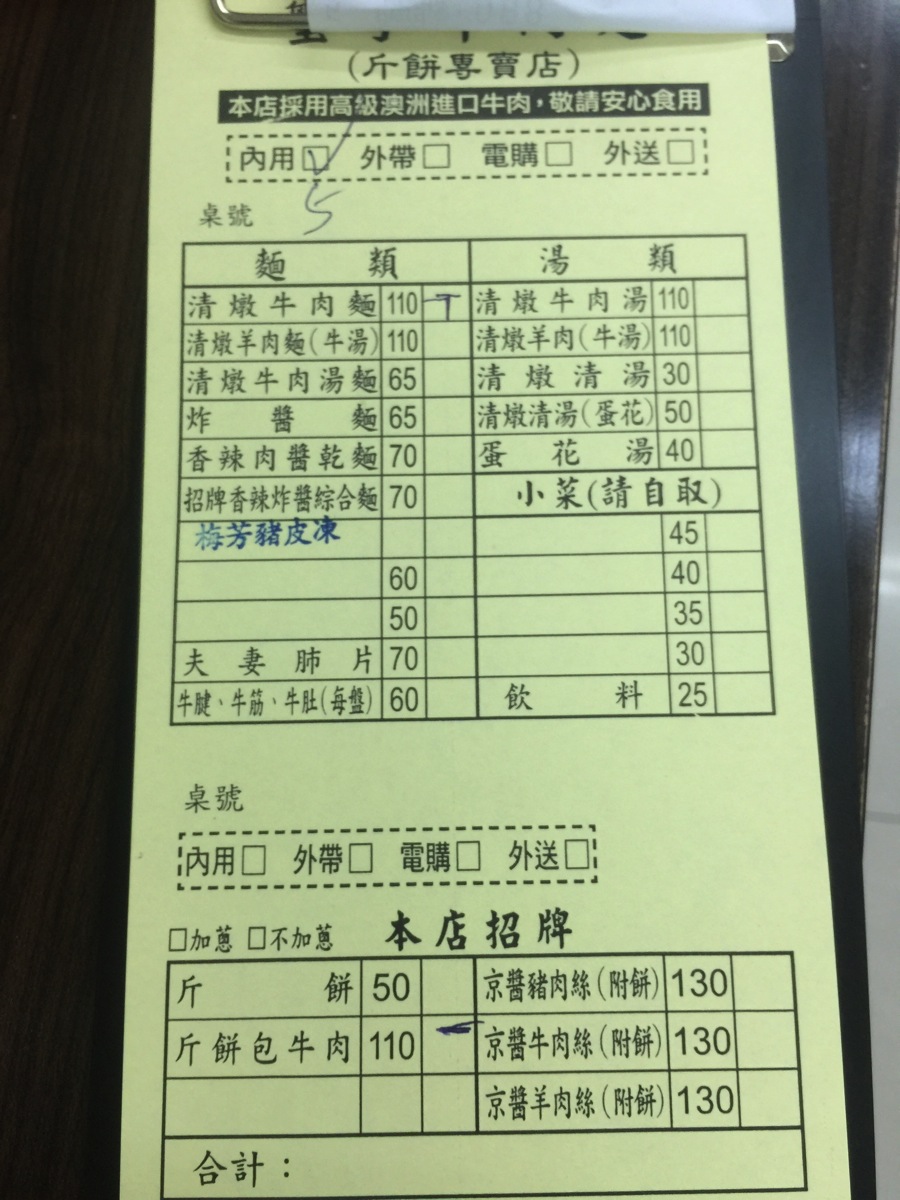 (斤餅專賣店)
本店採用高級澳洲進口牛肉,敬請安心食用
內用☑ 外帶□ 電購□ 外送□
桌號 5
麵類 湯類
清燉牛肉麵 110 清燉牛肉湯 110
清燉羊肉麵(牛湯) 110 清燉羊肉(牛湯) 110
清燉牛肉湯麵 65 清燉清湯 30
炸醬麵 65 清燉清湯(蛋花) 50
香辣肉醬乾麵 70 蛋花湯 40
招牌香辣炸醬綜合麵 70 小菜(請自取)
梅芳豬皮凍 45
60 40
50 35
夫妻肺片 70 30
牛腱、牛筋、牛肚(每盤) 60 飲料 25
桌號
內用□ 外帶□ 電購□ 外送□
□加蔥 □不加蔥 本店招牌
斤餅 50 京醬豬肉絲(附餅) 130
斤餅包牛肉 110 京醬牛肉絲(附餅) 130
京醬羊肉絲(附餅) 130
合計: